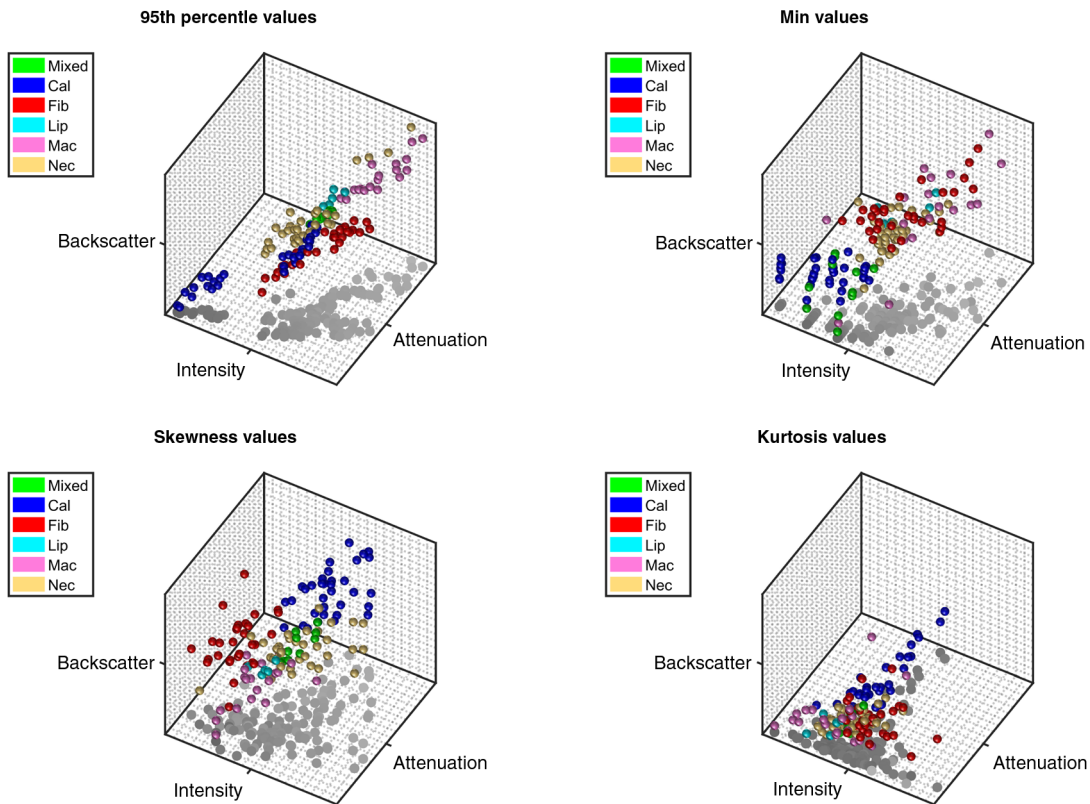 95th percentle values
Mixed
Cal
Fib
Lip
Mac
Nec
Backscatter
Intensity
Attenuation
Min values
Mixed
Cal
Fib
Lip
Mac
Nec
Backscatter
Intensity
Attenuation
Skewness values
Mixed
Cal
Fib
Lip
Mac
Nec
Backscatter
Intensity
Attenuation
Kurtosis values
Mixed
Cal
Fib
Lip
Mac
Nec
Backscatter
Intensity
Attenuation